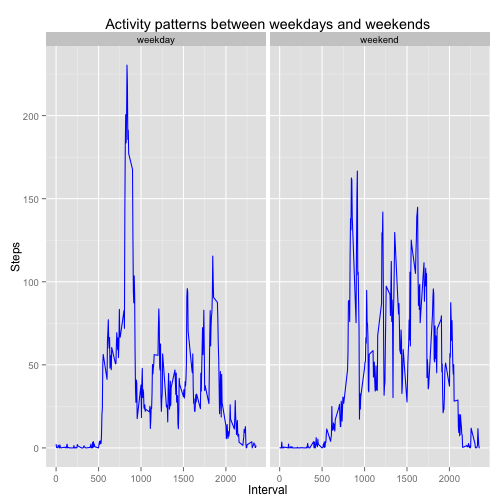 Activity patterns between weekdays and weekends
weekday weekend
200
150
100
50
0
0 500 1000 1500 2000 0 500 1000 1500 2000
Steps
Interval